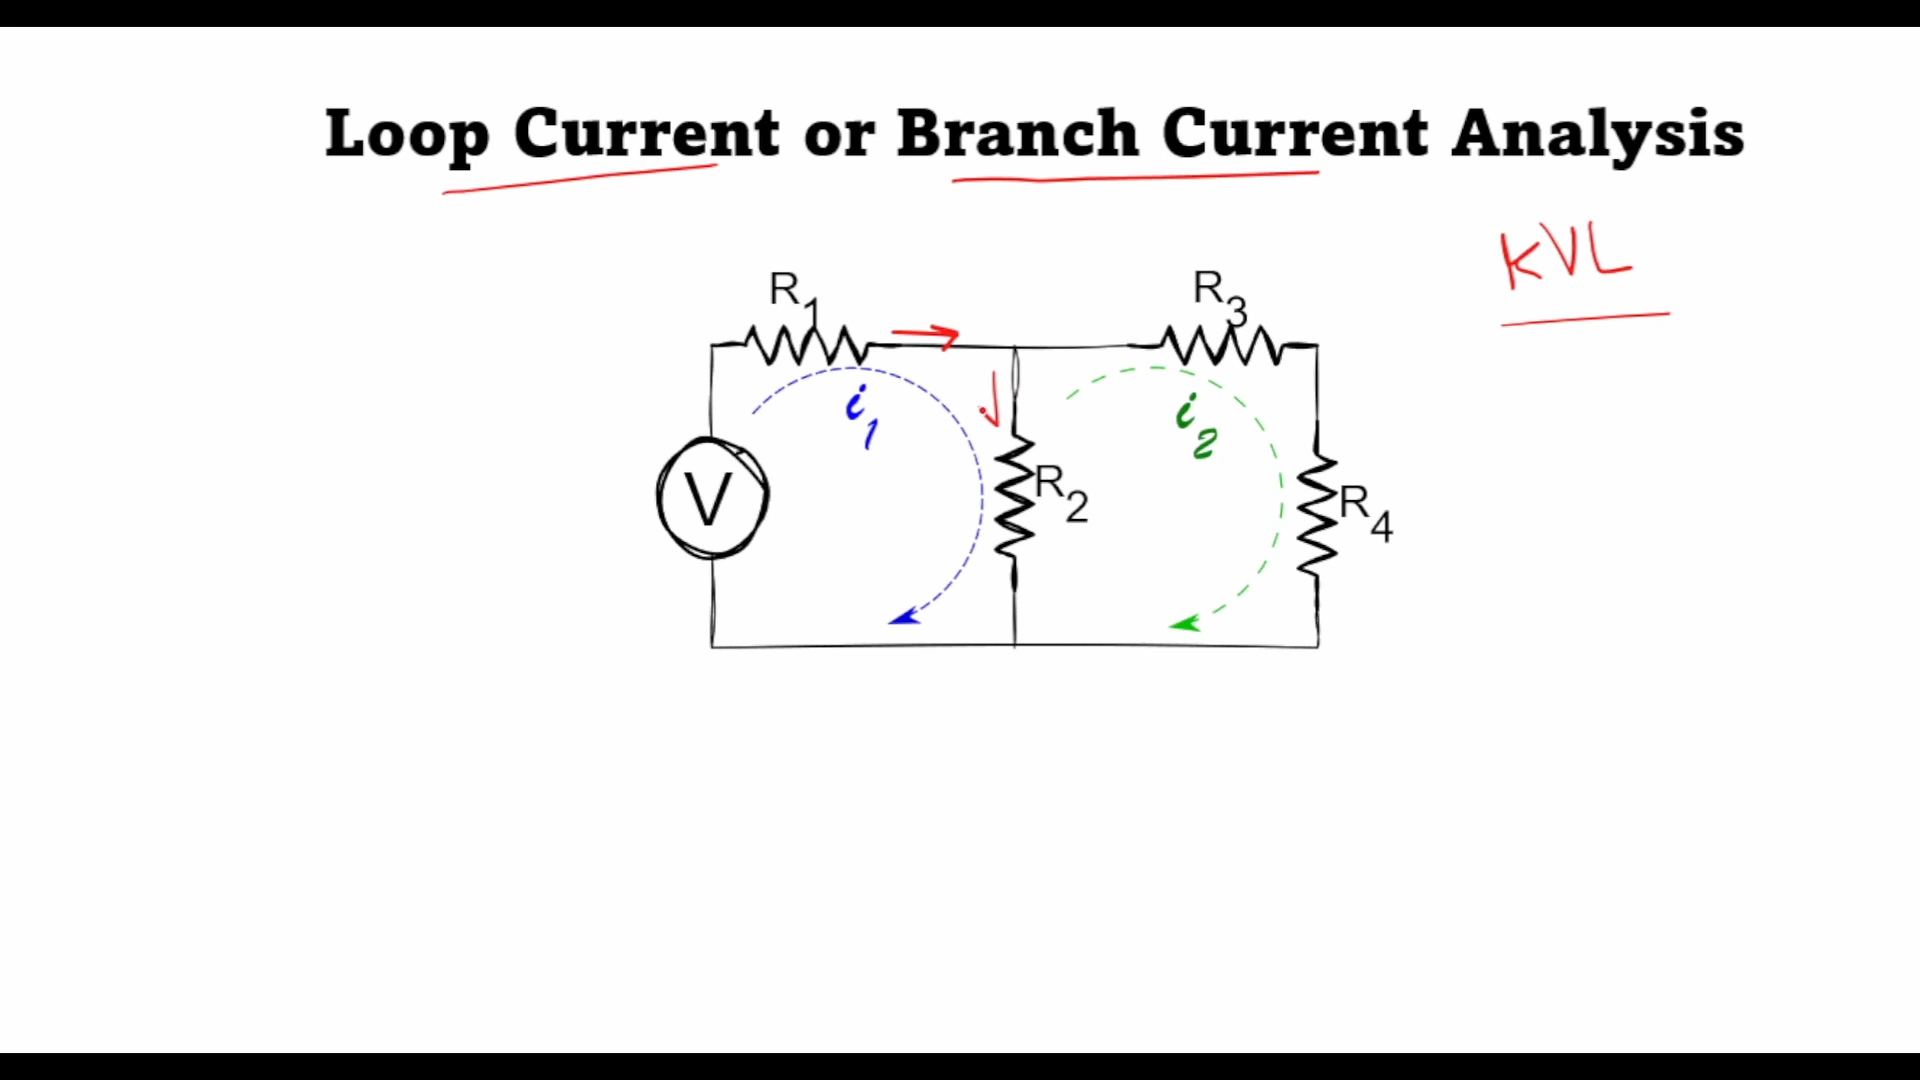 Loop Current or Branch Current Analysis
KVL
R1
R3
i1
i2
V
R2
R4